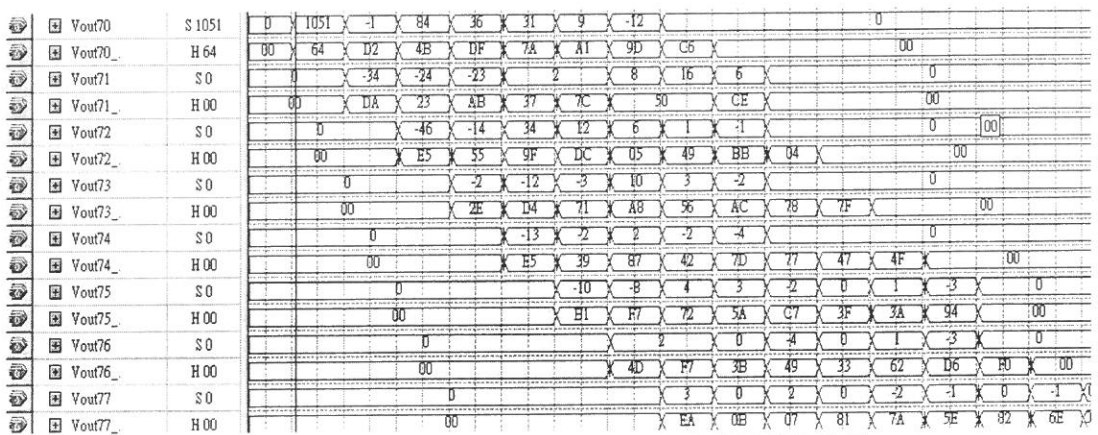 Vout70 S 1051 0 1051 -1 84 36 31 9 -12 0
Vout70_. H 64 00 64 D2 4B DF 7A A1 9D C6 00
Vout71 S 0 0 -34 -24 -23 2 8 16 6 0
Vout71_. H 00 00 DA 23 AB 37 7C 50 CE 00
Vout72 S 0 0 -46 -14 34 12 6 1 -1 0 00
Vout72_. H 00 00 E5 55 9F DC 05 49 BB 04 00
Vout73 S 0 0 -2 -12 -3 10 3 -2 0
Vout73_. H 00 00 2E D4 71 A8 56 AC 78 7F 00
Vout74 S 0 0 -13 -2 2 -2 -4 0
Vout74_. H 00 00 E5 39 87 42 7D 77 47 4F 00
Vout75 S 0 0 -10 -8 4 3 -2 0 1 -3 0
Vout75_. H 00 00 B1 F7 72 5A C7 3F 3A 94 00
Vout76 S 0 0 2 0 -4 0 1 -3 0
Vout76_. H 00 00 4D F7 3B 49 33 62 D6 F0 00
Vout77 S 0 0 3 0 2 0 -2 -1 0 -1
Vout77_. H 00 00 EA 0B 07 81 7A 5E 82 6E